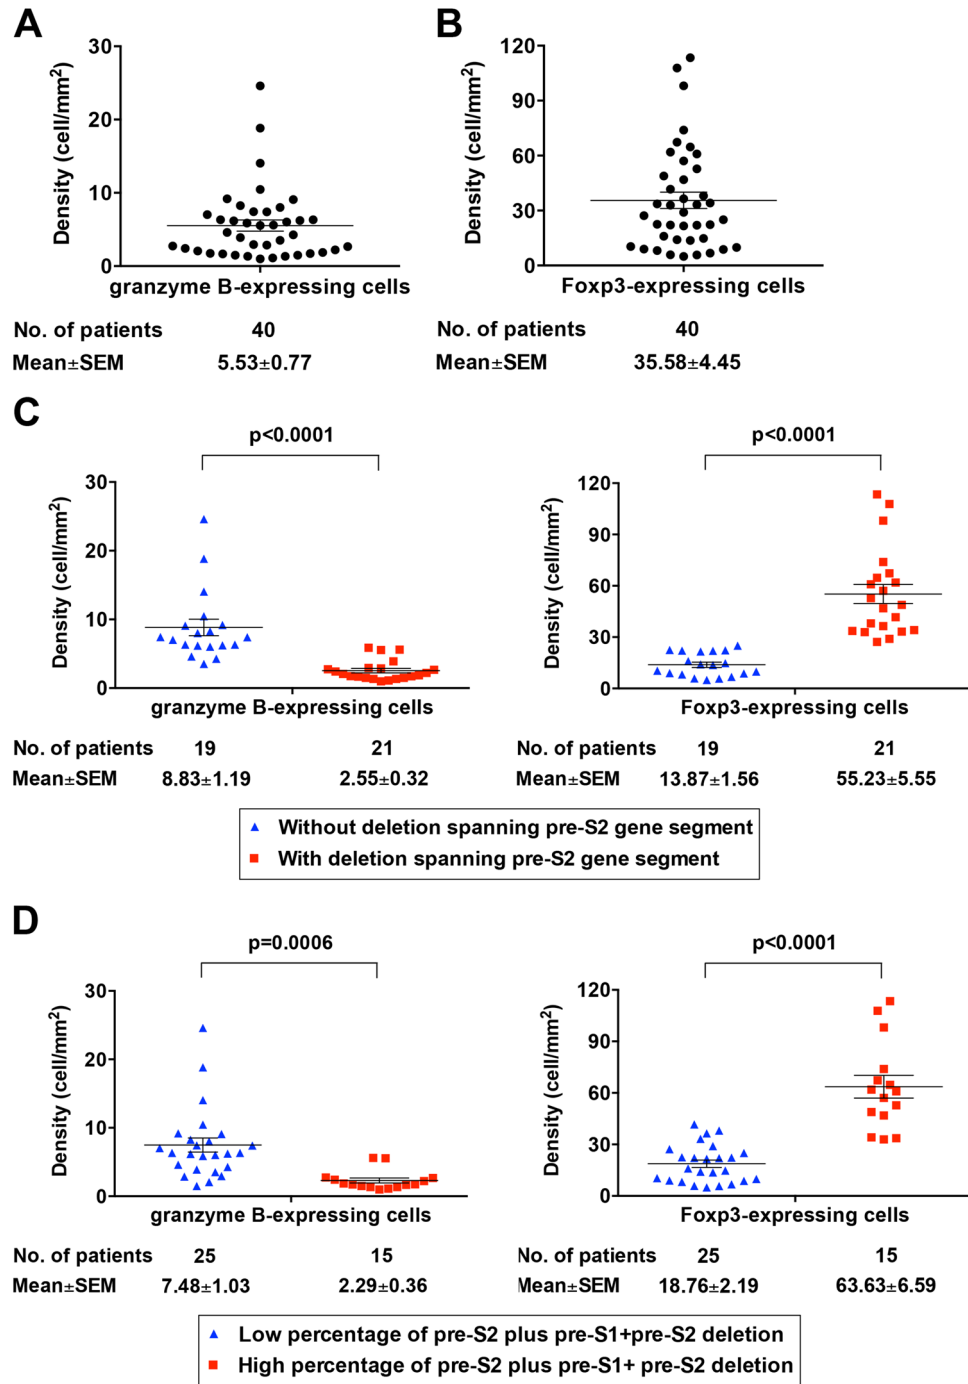 A
B
Density (cell/mm²)
30
20
10
0
granzyme B-expressing cells
No. of patients 40
Mean±SEM 5.53±0.77
Density (cell/mm²)
120
90
60
30
0
Foxp3-expressing cells
No. of patients 40
Mean±SEM 35.58±4.45
C
p<0.0001
Density (cell/mm²)
30
20
10
0
granzyme B-expressing cells
No. of patients 19 21
Mean±SEM 8.83±1.19 2.55±0.32
p<0.0001
Density (cell/mm²)
120
90
60
30
0
Foxp3-expressing cells
No. of patients 19 21
Mean±SEM 13.87±1.56 55.23±5.55
Without deletion spanning pre-S2 gene segment
With deletion spanning pre-S2 gene segment
D
p=0.0006
Density (cell/mm²)
30
20
10
0
granzyme B-expressing cells
No. of patients 25 15
Mean±SEM 7.48±1.03 2.29±0.36
p<0.0001
Density (cell/mm²)
120
90
60
30
0
Foxp3-expressing cells
No. of patients 25 15
Mean±SEM 18.76±2.19 63.63±6.59
Low percentage of pre-S2 plus pre-S1+pre-S2 deletion
High percentage of pre-S2 plus pre-S1+ pre-S2 deletion